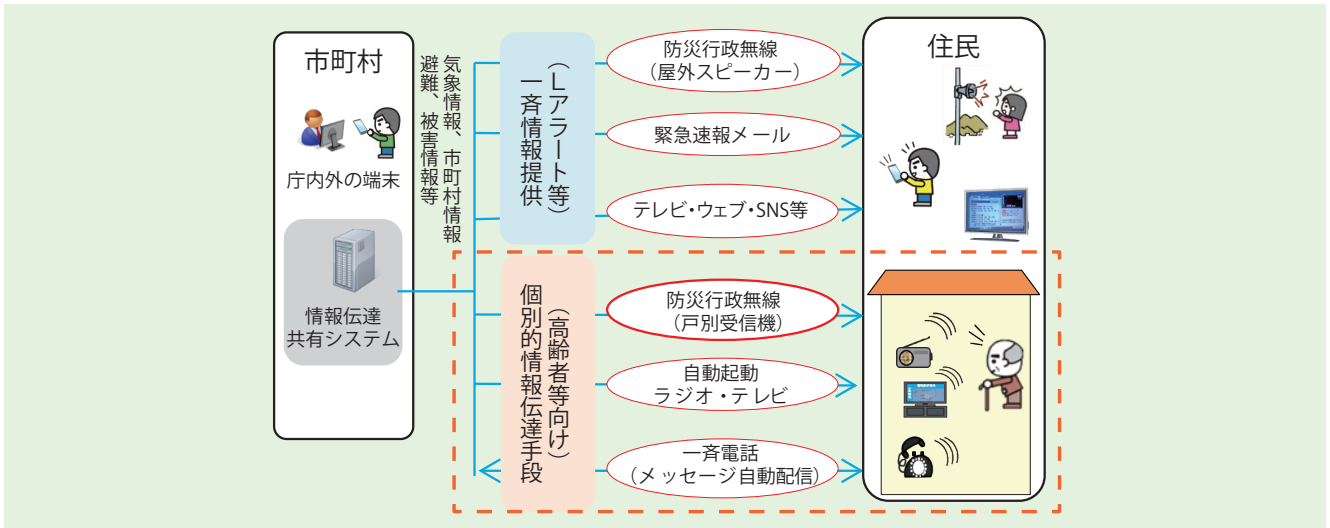 市町村
庁内外の端末
情報伝達
共有システム
気象情報、市町村情報
避難、被害情報等
(Lアラート等)
一斉情報提供
防災行政無線
(屋外スピーカー)
緊急速報メール
テレビ・ウェブ・SNS等
(高齢者等向け)
個別的情報伝達手段
防災行政無線
(戸別受信機)
自動起動
ラジオ・テレビ
一斉電話
(メッセージ自動配信)
住民